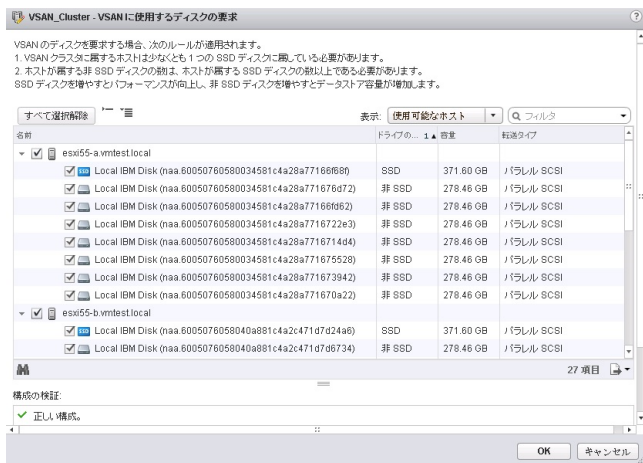 VSAN_Cluster - VSAN に使用するディスクの要求
VSAN のディスクを要求する場合、次のルールが適用されます。
1. VSAN クラスタに属するホストは少なくとも 1 つの SSD ディスクに属している必要があります。
2. ホストが属する非 SSD ディスクの数は、ホストが属する SSD ディスクの数以上である必要があります。
SSD ディスクを増やすとパフォーマンスが向上し、非 SSD ディスクを増やすとデータストア容量が増加します。
すべて選択解除 表示: 使用可能なホスト フィルタ
名前 ドライブの... 1 容量 転送タイプ
esxi55-a.vmtest.local
Local IBM Disk (naa.60050760580034581c4a28a77166f68f) SSD 371.60 GB パラレル SCSI
Local IBM Disk (naa.60050760580034581c4a28a771676d72) 非 SSD 278.46 GB パラレル SCSI
Local IBM Disk (naa.60050760580034581c4a28a77166fd62) 非 SSD 278.46 GB パラレル SCSI
Local IBM Disk (naa.60050760580034581c4a28a7716722e3) 非 SSD 278.46 GB パラレル SCSI
Local IBM Disk (naa.60050760580034581c4a28a7716714d4) 非 SSD 278.46 GB パラレル SCSI
Local IBM Disk (naa.60050760580034581c4a28a771675528) 非 SSD 278.46 GB パラレル SCSI
Local IBM Disk (naa.60050760580034581c4a28a771673942) 非 SSD 278.46 GB パラレル SCSI
Local IBM Disk (naa.60050760580034581c4a28a771670a22) 非 SSD 278.46 GB パラレル SCSI
esxi55-b.vmtest.local
Local IBM Disk (naa.6005076058040a881c4a2c471d7d24a6) SSD 371.60 GB パラレル SCSI
Local IBM Disk (naa.6005076058040a881c4a2c471d7d6734) 非 SSD 278.46 GB パラレル SCSI
27 項目
構成の検証:
正しい構成。
OK キャンセル